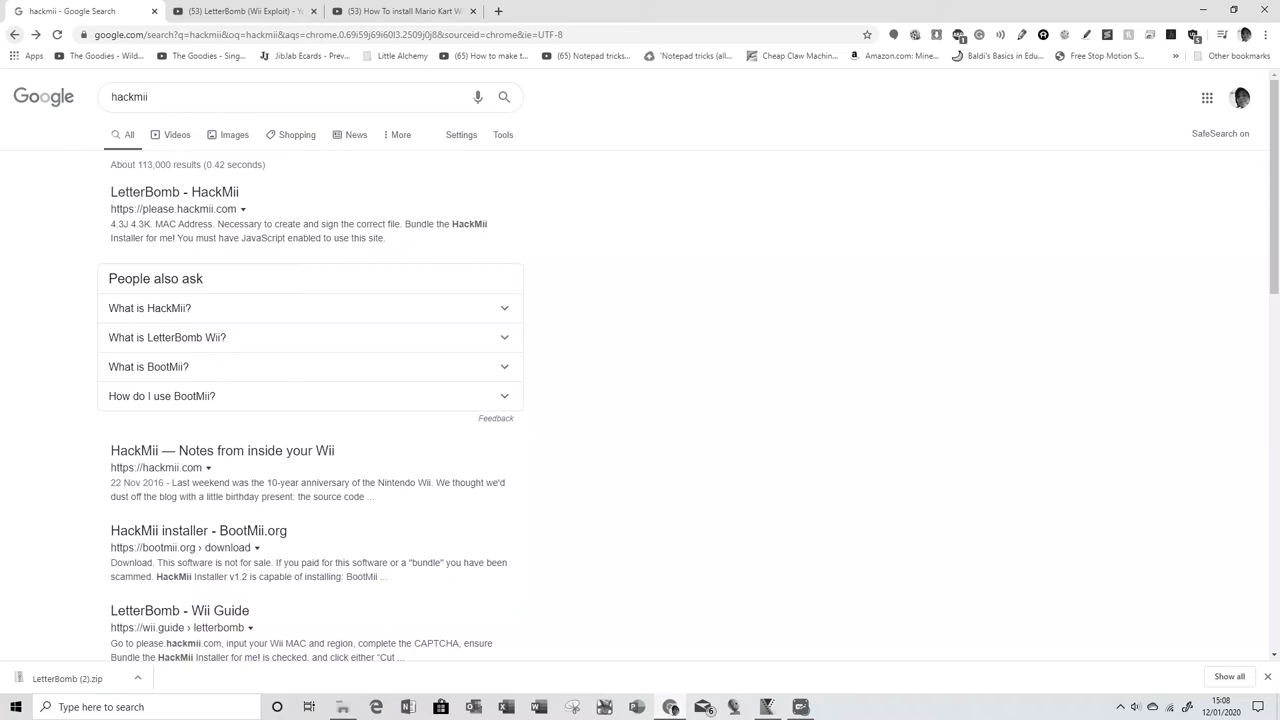 hackmii - Google Search
(53) LetterBomb (Wii Exploit) - Y
(53) How To install Mario Kart W
google.com/search?q=hackmii&oq=hackmii&aqs=chrome.0.69i59j69i60l3.2509j0j8&sourceid=chrome&ie=UTF-8
Apps
The Goodies - Wild...
The Goodies - Sing...
JibJab Ecards - Prev...
Little Alchemy
(65) How to make t...
(65) Notepad tricks...
'Notepad tricks (all...
Cheap Claw Machin...
Amazon.com: Mine...
Baldi's Basics in Edu...
Free Stop Motion S...
»
Other bookmarks
Google
hackmii
All
Videos
Images
Shopping
News
More
Settings
Tools
SafeSearch on
About 113,000 results (0.42 seconds)
LetterBomb - HackMii
https://please.hackmii.com
4.3J 4.3K. MAC Address. Necessary to create and sign the correct file. Bundle the HackMii
Installer for me! You must have JavaScript enabled to use this site.
People also ask
What is HackMii?
What is LetterBomb Wii?
What is BootMii?
How do I use BootMii?
Feedback
HackMii — Notes from inside your Wii
https://hackmii.com
22 Nov 2016 - Last weekend was the 10-year anniversary of the Nintendo Wii. We thought we'd
dust off the blog with a little birthday present: the source code ...
HackMii installer - BootMii.org
https://bootmii.org › download
Download. This software is not for sale. If you paid for this software or a "bundle" you have been
scammed. HackMii Installer v1.2 is capable of installing: BootMii ...
LetterBomb - Wii Guide
https://wii.guide › letterbomb
Go to please.hackmii.com, input your Wii MAC and region, complete the CAPTCHA, ensure
Bundle the HackMii Installer for me! is checked, and click either "Cut ...
LetterBomb (2).zip
Show all
Type here to search
15:08
12/01/2020